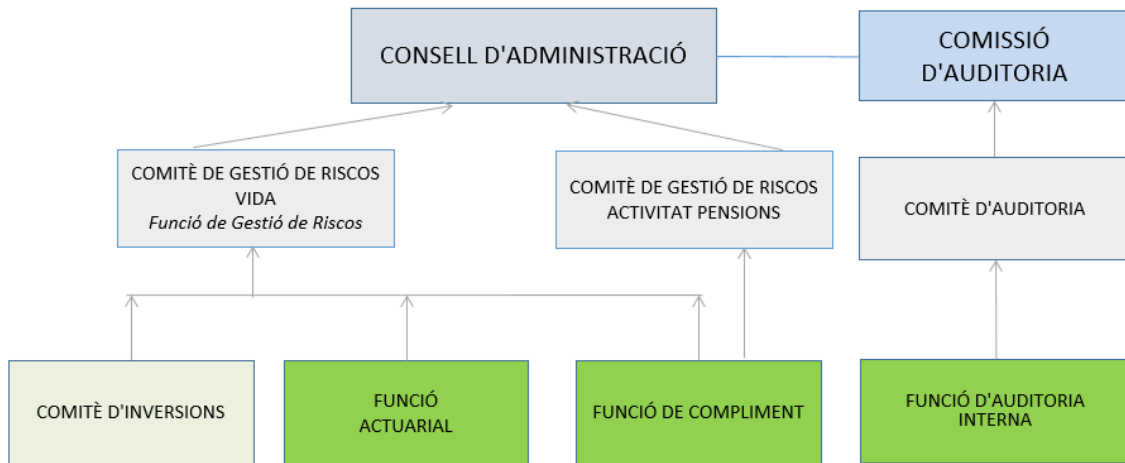 CONSELL D'ADMINISTRACIÓ
COMISSIÓ
D'AUDITORIA
COMITÈ DE GESTIÓ DE RISCOS
VIDA
Funció de Gestió de Riscos
COMITÈ DE GESTIÓ DE RISCOS
ACTIVITAT PENSIONS
COMITÈ D'AUDITORIA
COMITÈ D'INVERSIONS
FUNCIÓ
ACTUARIAL
FUNCIÓ DE COMPLIMENT
FUNCIÓ D'AUDITORIA
INTERNA